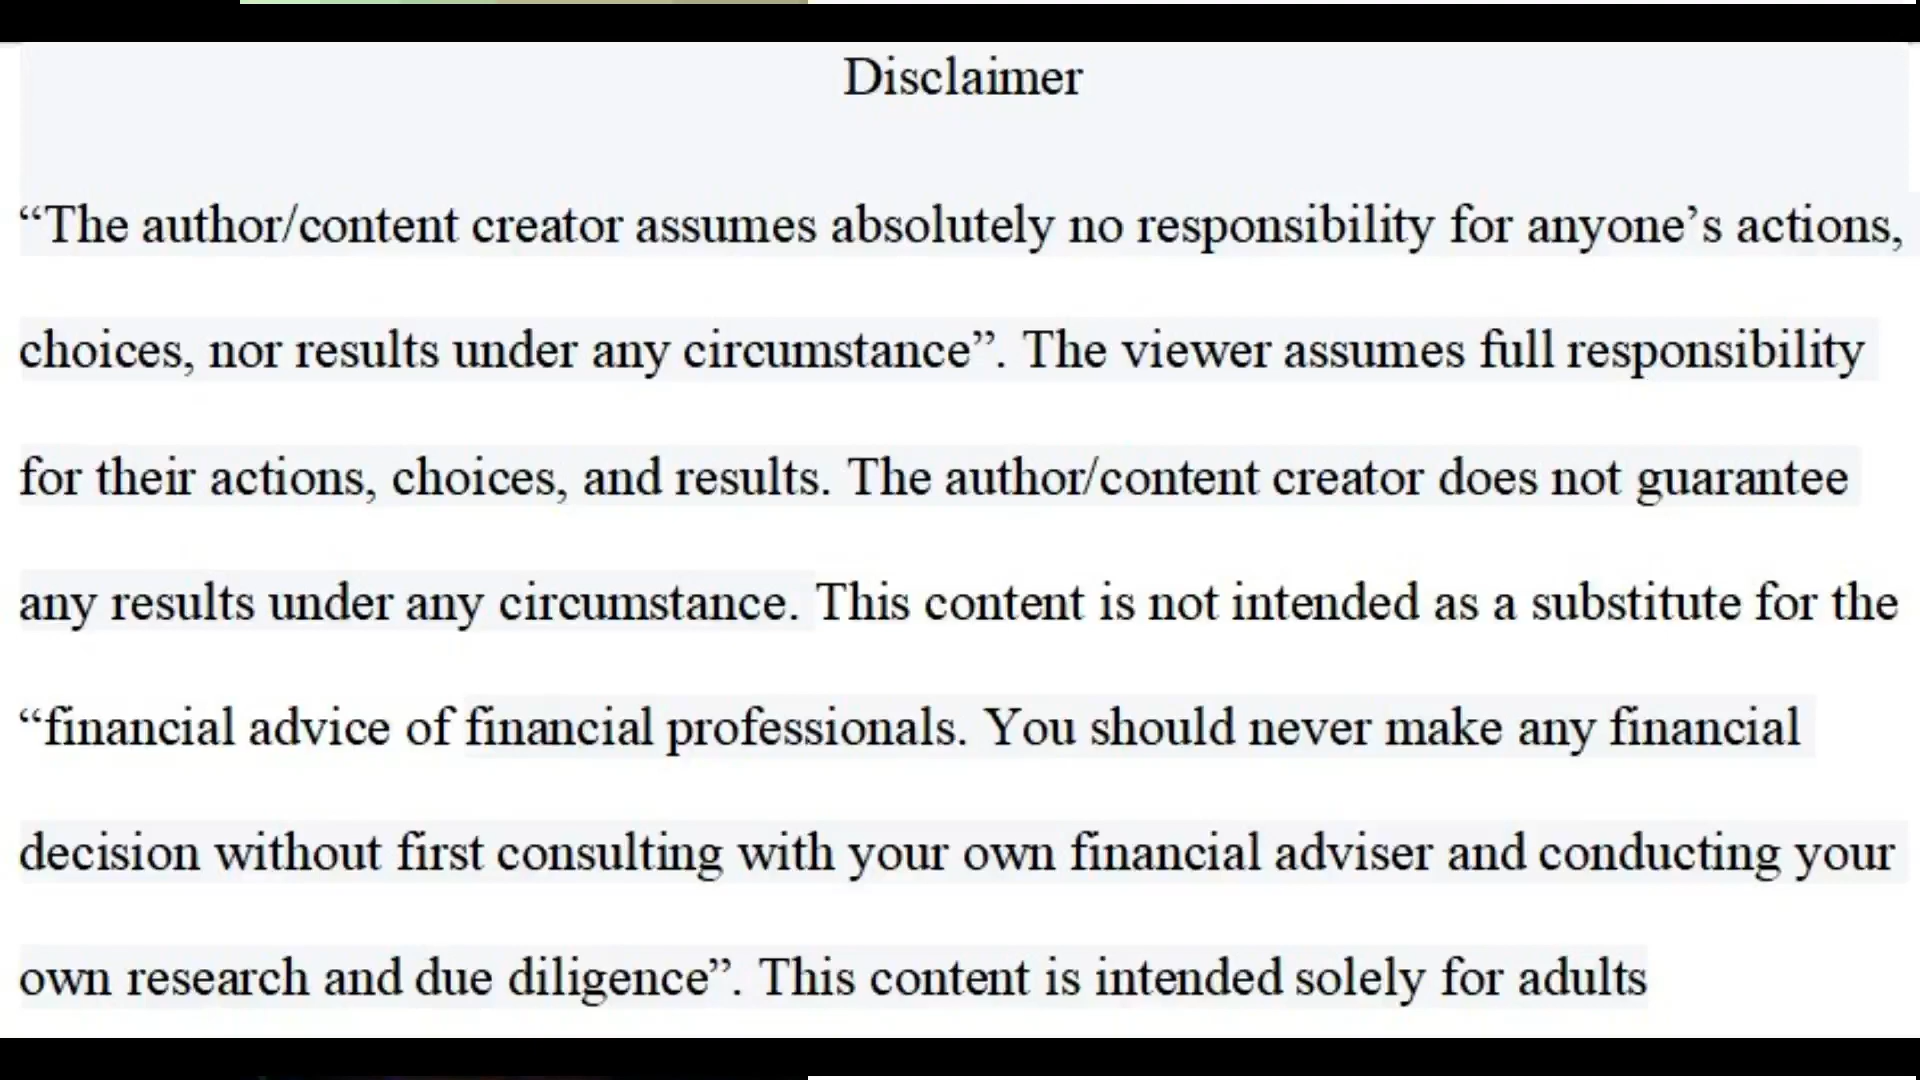 Disclaimer
“The author/content creator assumes absolutely no responsibility for anyone’s actions,
choices, nor results under any circumstance”. The viewer assumes full responsibility
for their actions, choices, and results. The author/content creator does not guarantee
any results under any circumstance. This content is not intended as a substitute for the
“financial advice of financial professionals. You should never make any financial
decision without first consulting with your own financial adviser and conducting your
own research and due diligence”. This content is intended solely for adults